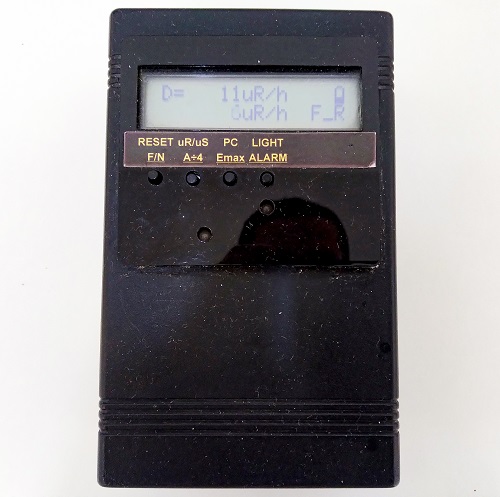 D= 11uR/h
6uR/h F_R
RESET uR/uS PC LIGHT
F/N A÷4 Emax ALARM